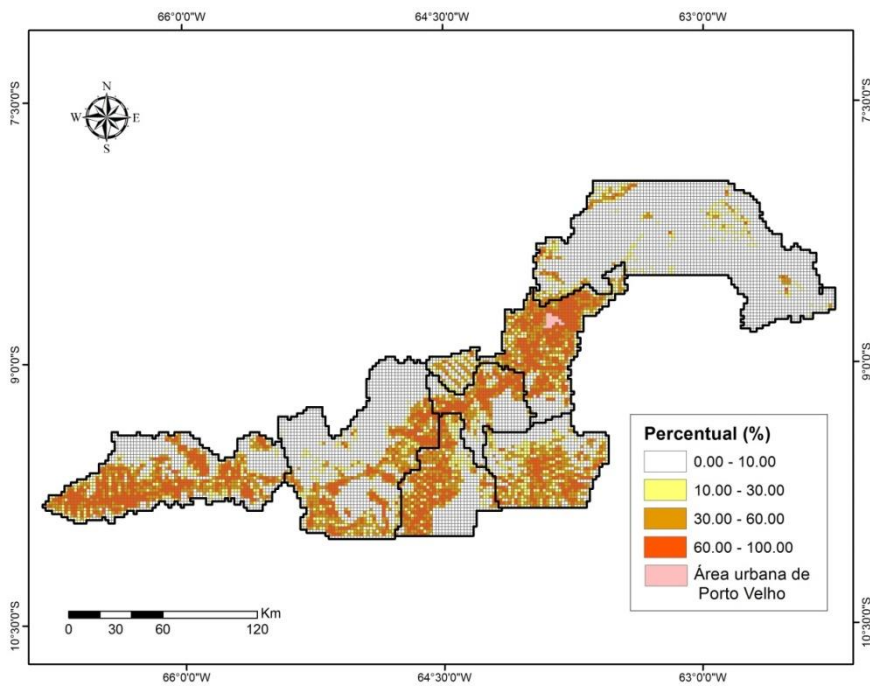 66°0'0"W 64°30'0"W 63°0'0"W
7°30'0"S 7°30'0"S
N
W E
S
9°0'0"S 9°0'0"S
Percentual (%)
0.00 - 10.00
10.00 - 30.00
30.00 - 60.00
60.00 - 100.00
Área urbana de
Porto Velho
Km
0 30 60 120
10°30'0"S 10°30'0"S
66°0'0"W 64°30'0"W 63°0'0"W